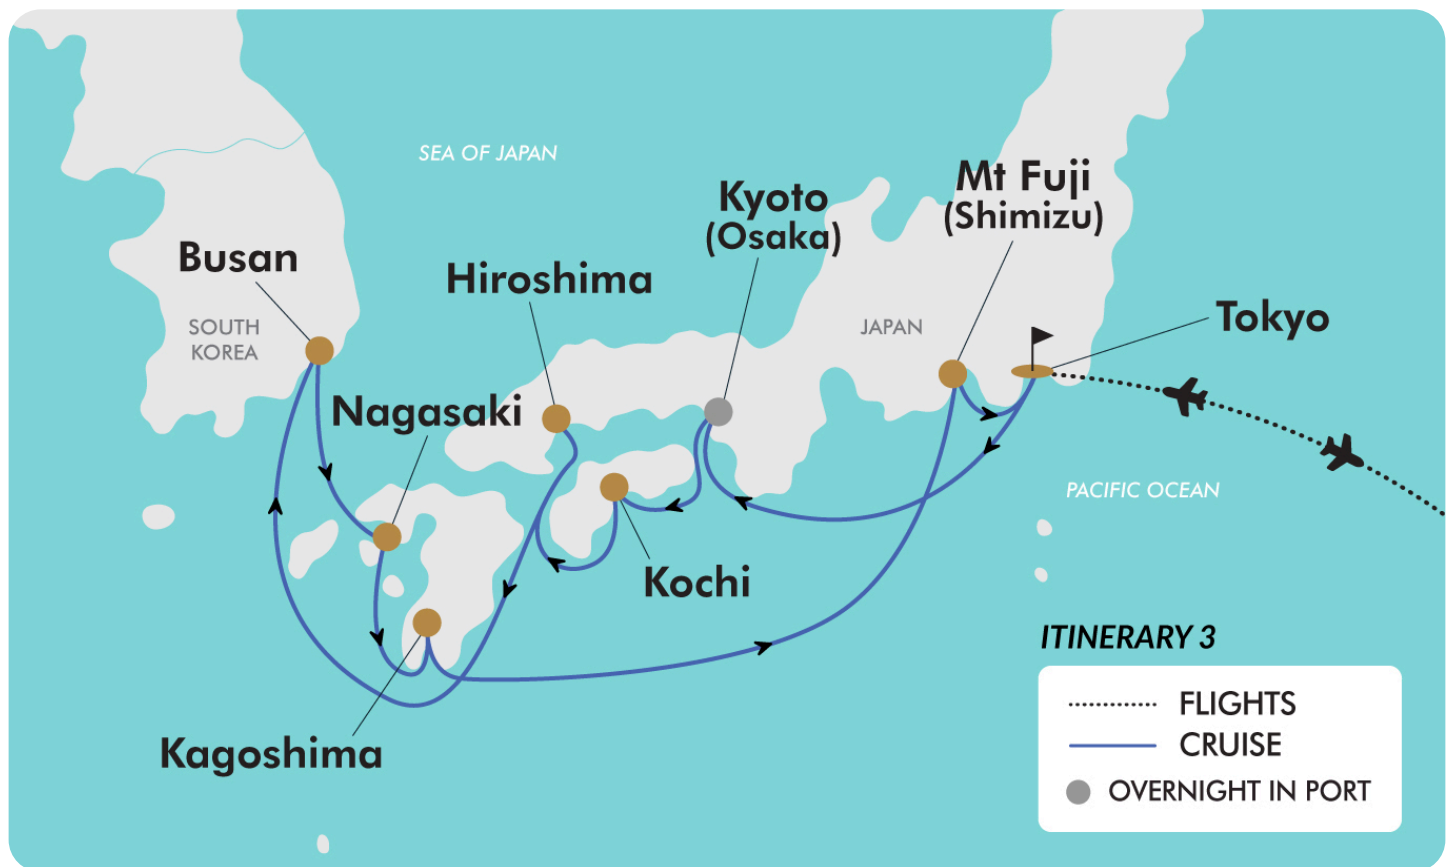 SEA OF JAPAN
Mt Fuji
(Shimizu)
Kyoto
(Osaka)
Busan
Hiroshima
SOUTH
KOREA
JAPAN
Tokyo
Nagasaki
PACIFIC OCEAN
Kochi
Kagoshima
ITINERARY 3
FLIGHTS
CRUISE
OVERNIGHT IN PORT